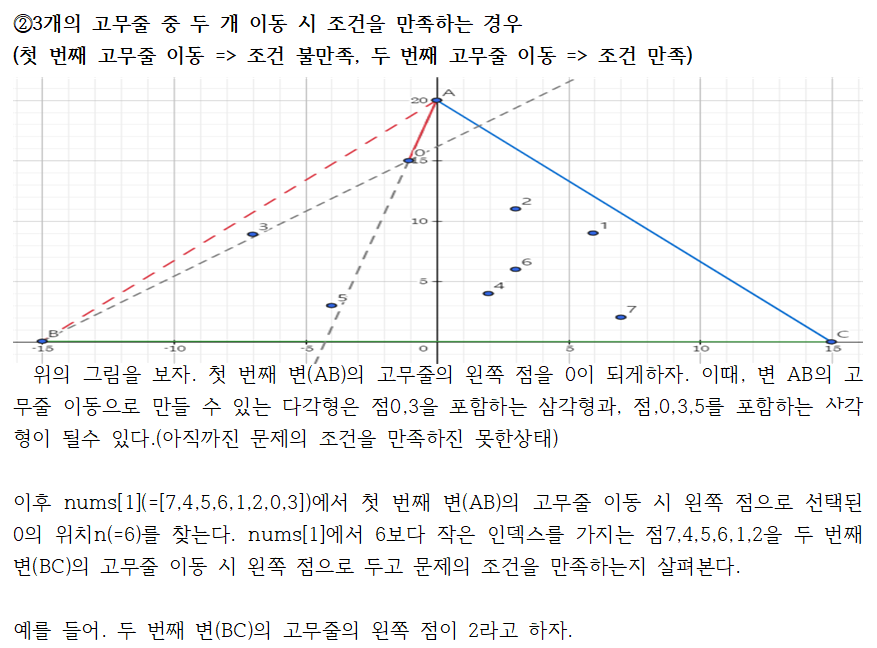 ②3개의 고무줄 중 두 개 이동 시 조건을 만족하는 경우
(첫 번째 고무줄 이동 => 조건 불만족, 두 번째 고무줄 이동 => 조건 만족)
A
20
0
15
2
10
3
1
6
5
4
5
7
B
C
-15
-10
-5
0
5
10
15
위의 그림을 보자. 첫 번째 변(AB)의 고무줄의 왼쪽 점을 0이 되게하자. 이때, 변 AB의 고
무줄 이동으로 만들 수 있는 다각형은 점0,3을 포함하는 삼각형과, 점,0,3,5를 포함하는 사각
형이 될수 있다.(아직까진 문제의 조건을 만족하진 못한상태)
이후 nums[1](=[7,4,5,6,1,2,0,3])에서 첫 번째 변(AB)의 고무줄 이동 시 왼쪽 점으로 선택된
0의 위치n(=6)를 찾는다. nums[1]에서 6보다 작은 인덱스를 가지는 점7,4,5,6,1,2을 두 번째
변(BC)의 고무줄 이동 시 왼쪽 점으로 두고 문제의 조건을 만족하는지 살펴본다.
예를 들어. 두 번째 변(BC)의 고무줄의 왼쪽 점이 2라고 하자.